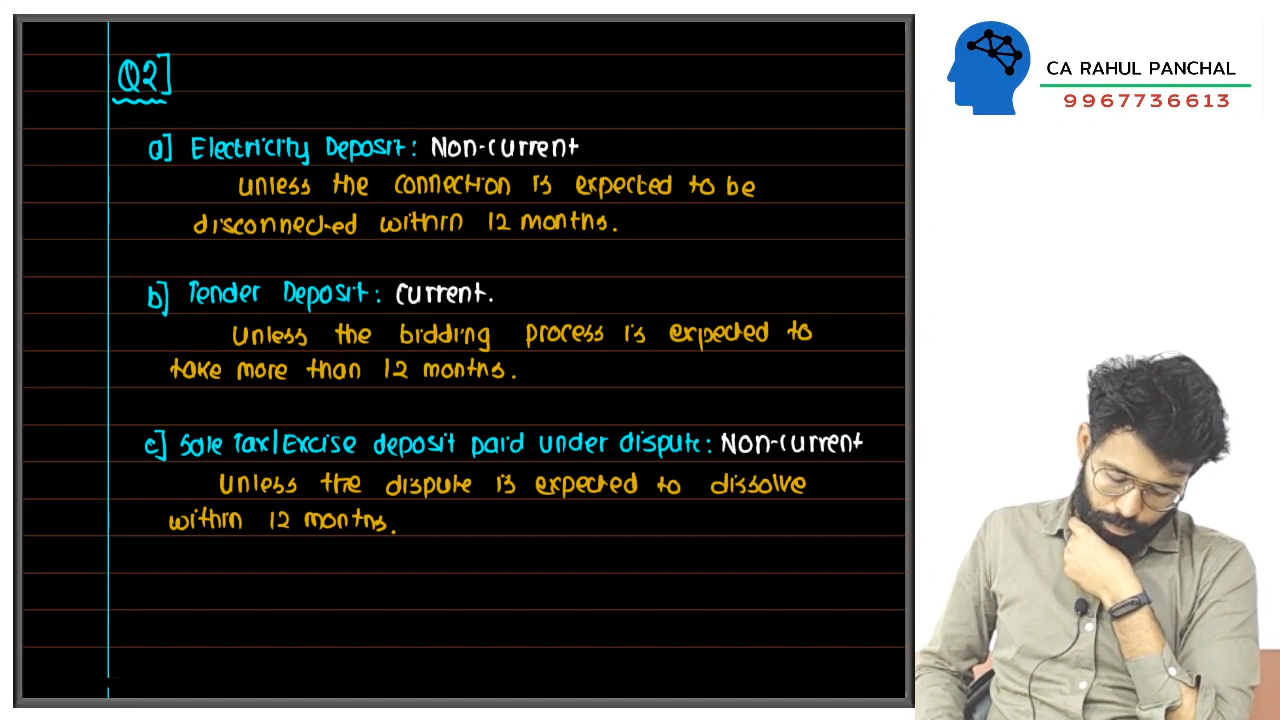 Q2]
a] Electricity Deposit: Non-current
unless the connection is expected to be
disconnected within 12 months.
b] Tender Deposit: current.
Unless the bidding process is expected to
take more than 12 months.
c] Sale Tax/Excise deposit paid under dispute: Non-current
Unless the dispute is expected to dissolve
within 12 months.
CA RAHUL PANCHAL
9967736613